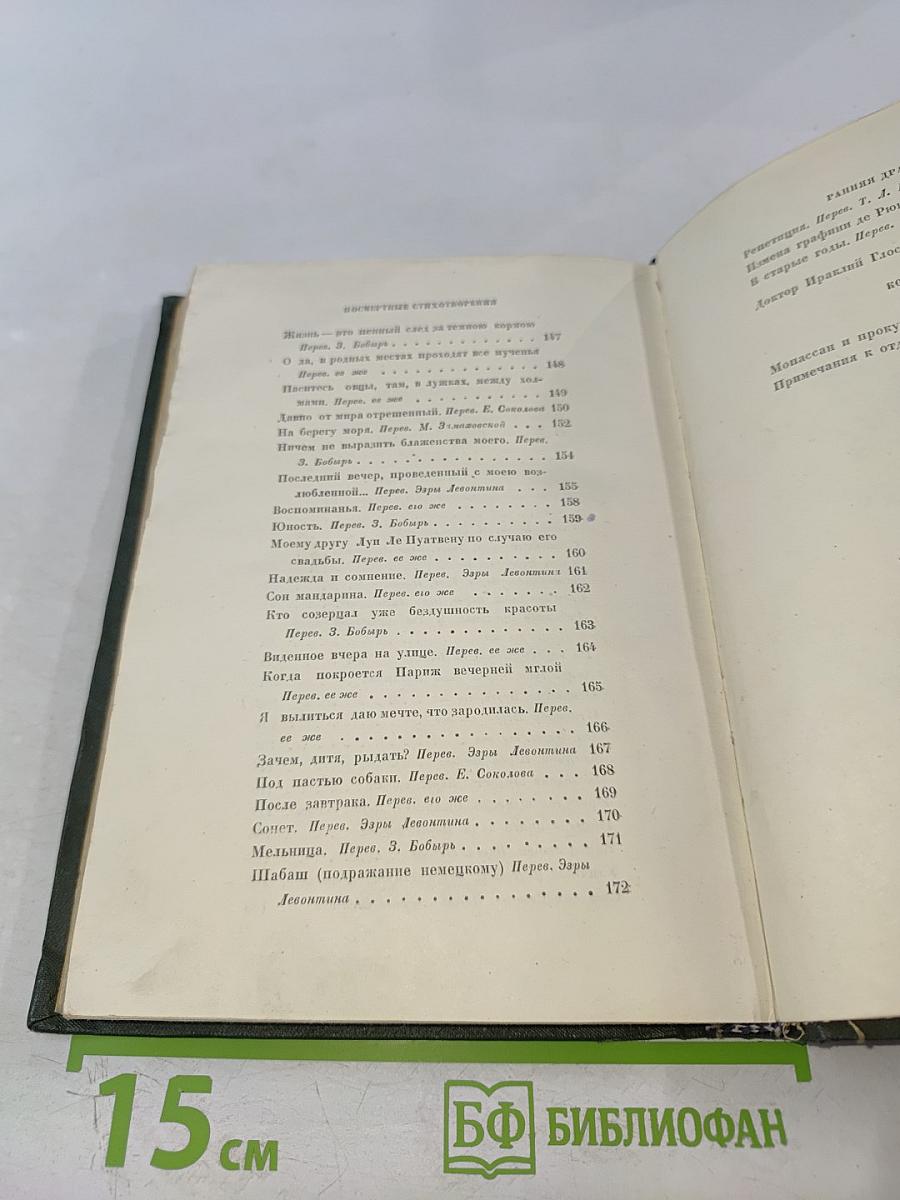 ПОСМЕРТНЫЕ СТИХОТВОРЕНИЯ
Жизнь — это пенный след за темною кормою
Перев. З. Бобырь . . . . . . . . . . . . 147
О да, в родных местах проходят все мученья
Перев. ее же . . . . . . . . . . . . 148
Паситесь овцы, там, в лужках, между хол-
мами. Перев. ее же . . . . . . . . . . 149
Давно от мира отрешенный. Перев. Е. Соколова 150
На берегу моря. Перев. М. Элмановской . . . 152
Ничем не выразить блаженства моего. Перев.
З. Бобырь . . . . . . . . . . . . . . 154
Последний вечер, проведенный с моею воз-
любленной... Перев. Эзры Левонтина . . . 155
Воспоминанья. Перев. его же . . . . . . . . 158
Юность. Перев. З. Бобырь . . . . . . . . . . 159
Моему другу Луи Ле Пуатвену по случаю его
свадьбы. Перев. ее же . . . . . . . . . . 160
Надежда и сомнение. Перев. Эзры Левонтина 161
Сон мандарина. Перев. его же . . . . . . 162
Кто созерцал уже бездушность красоты
Перев. З. Бобырь . . . . . . . . . . . . . 163
Виденное вчера на улице. Перев. ее же . . . 164
Когда покроется Париж вечерней мглой
Перев. ее же . . . . . . . . . . . . . . . 165
Я вылиться даю мечте, что зародилась. Перев.
ее же . . . . . . . . . . . . . . . . . 166
Зачем, дитя, рыдать? Перев. Эзры Левонтина 167
Под пастью собаки. Перев. Е. Соколова . . . 168
После завтрака. Перев. его же . . . . . . . . 169
Сонет. Перев. Эзры Левонтина . . . . . . . . 170
Мельница. Перев. З. Бобырь . . . . . . . . . 171
Шабаш (подражание немецкому) Перев. Эзры
Левонтина . . . . . . . . . . . . . . . . 172
РАННЯЯ ДРА
Репетиция. Перев. Т. Л.
Измена графини де Рюн
В старые годы. Перев.
Доктор Ираклий Глос
Мопассан и проку
Примечания к отд
15 см
БФ БИБЛИОФАН